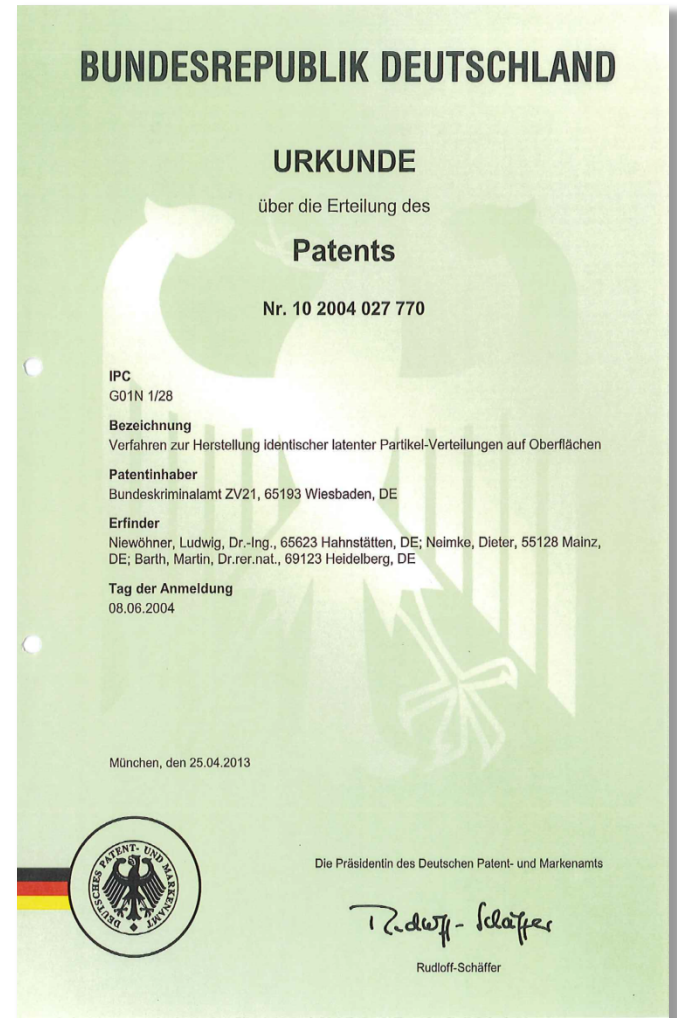 BUNDESREPUBLIK DEUTSCHLAND
URKUNDE
über die Erteilung des
Patents
Nr. 10 2004 027 770
IPC
G01N 1/28
Bezeichnung
Verfahren zur Herstellung identischer latenter Partikel-Verteilungen auf Oberflächen
Patentinhaber
Bundeskriminalamt ZV21, 65193 Wiesbaden, DE
Erfinder
Niewöhner, Ludwig, Dr.-Ing., 65623 Hahnstätten, DE; Neimke, Dieter, 55128 Mainz,
DE; Barth, Martin, Dr.rer.nat., 69123 Heidelberg, DE
Tag der Anmeldung
08.06.2004
München, den 25.04.2013
DEUTSCHES PATENT- UND MARKENAMT
Die Präsidentin des Deutschen Patent- und Markenamts
Rudloff-Schäffer
Rudloff-Schäffer